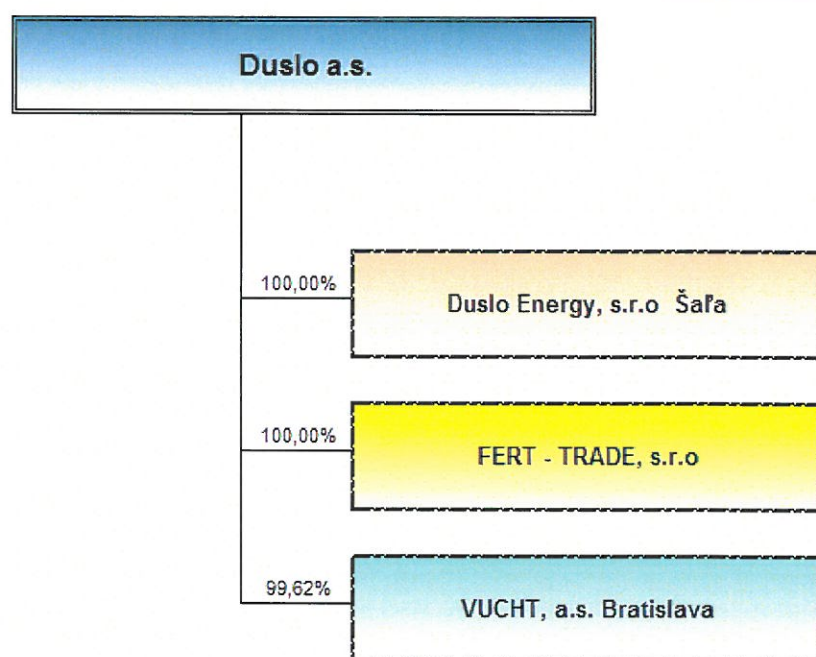 Duslo a.s.
100,00%
Duslo Energy, s.r.o Šaľa
100,00%
FERT - TRADE, s.r.o
99,62%
VUCHT, a.s. Bratislava